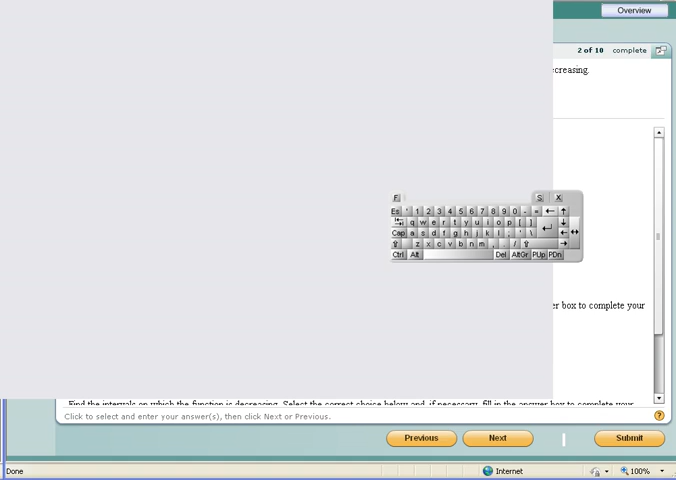 Overview
2 of 10 complete
creasing.
F S X
Es ' 1 2 3 4 5 6 7 8 9 0 - =
q w e r t y u i o p [ ]
Cap a s d f g h j k l ; ' \
z x c v b n m , . /
Ctrl Alt Del AltGr PUp PDn
er box to complete your
Find the intervals on which the function is decreasing. Select the correct choice below and, if necessary, fill in the answer box to complete your
Click to select and enter your answer(s), then click Next or Previous.
?
Previous Next Submit
Done Internet 100%